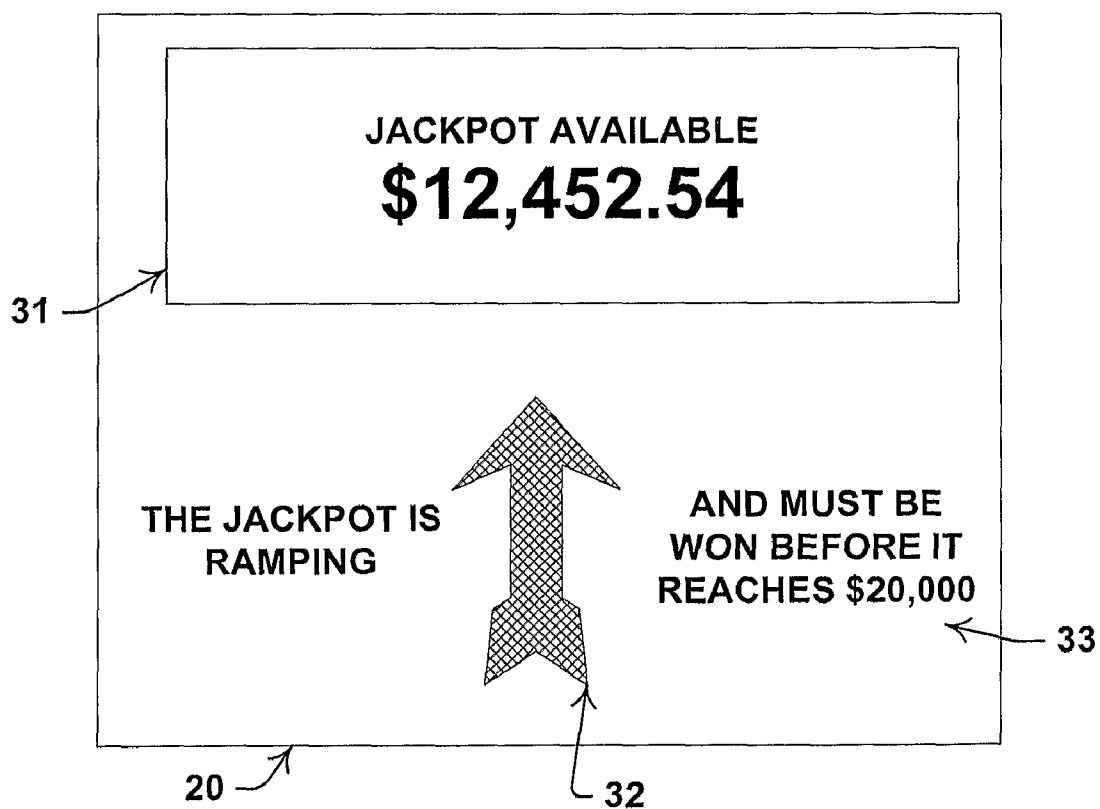 JACKPOT AVAILABLE
$12,452.54
31
THE JACKPOT IS
RAMPING
AND MUST BE
WON BEFORE IT
REACHES $20,000
33
20
32